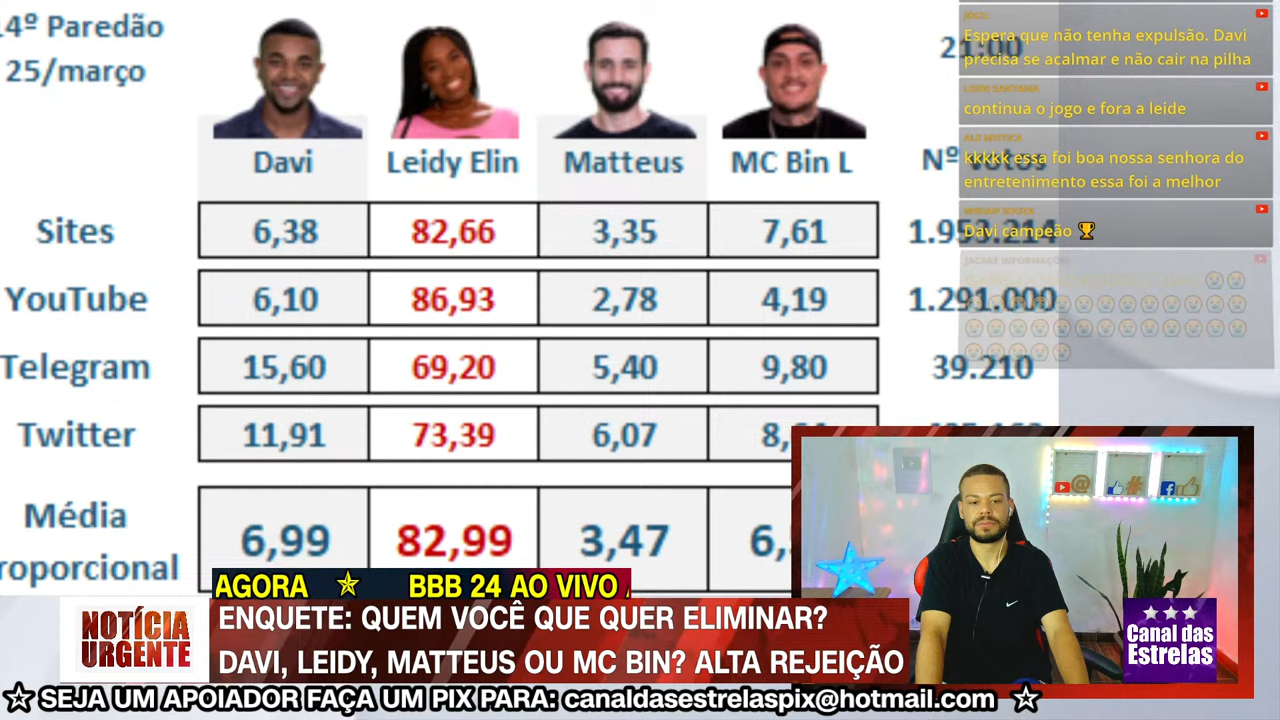 14º Paredão
25/março
21:00
Davi
Leidy Elin
Matteus
MC Bin L
Nº votos
Sites
6,38
82,66
3,35
7,61
YouTube
6,10
86,93
2,78
4,19
1.291.000
Telegram
15,60
69,20
5,40
9,80
39.210
Twitter
11,91
73,39
6,07
Média
proporcional
6,99
82,99
3,47
Espera que não tenha expulsão. Davi
precisa se acalmar e não cair na pilha
continua o jogo e fora a leide
kkkkk essa foi boa nossa senhora do
entretenimento essa foi a melhor
Davi campeão 🏆
AGORA ⭐ BBB 24 AO VIVO
NOTÍCIA
URGENTE
ENQUETE: QUEM VOCÊ QUE QUER ELIMINAR?
DAVI, LEIDY, MATTEUS OU MC BIN? ALTA REJEIÇÃO
Canal das
Estrelas
☆ SEJA UM APOIADOR FAÇA UM PIX PARA: canaldasestrelaspix@hotmail.com ☆